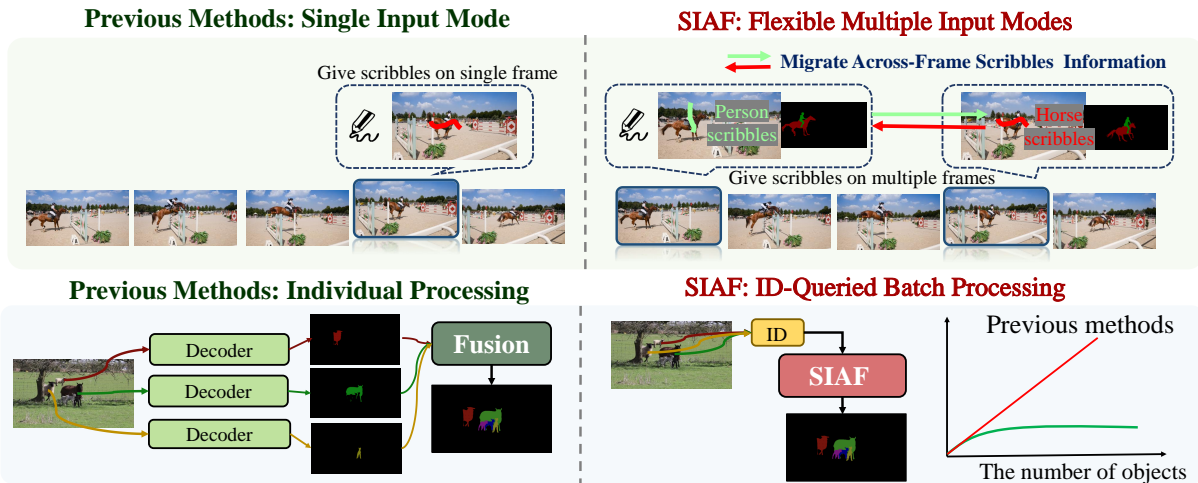 Previous Methods: Single Input Mode
Give scribbles on single frame
SIAF: Flexible Multiple Input Modes
Migrate Across-Frame Scribbles Information
Person
scribbles
Horse
scribbles
Give scribbles on multiple frames
Previous Methods: Individual Processing
Decoder
Decoder
Decoder
Fusion
SIAF: ID-Queried Batch Processing
ID
SIAF
Previous methods
The number of objects